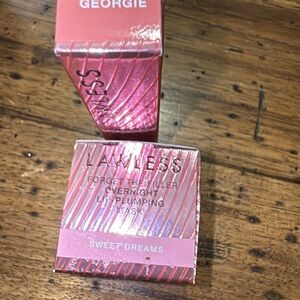 GEORGIE
LAWLESS
FORGET THE FILLER
OVERNIGHT
LIP PLUMPING
MASK
SWEET DREAMS